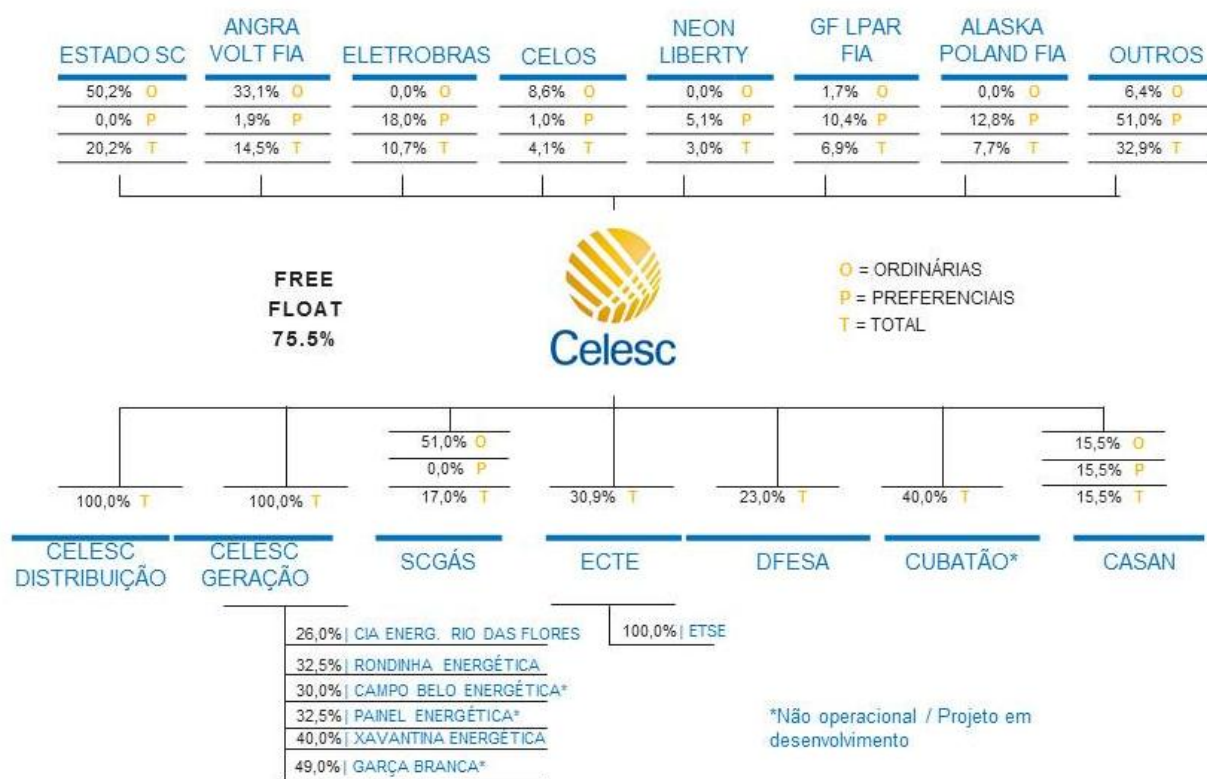 ESTADO SC
ANGRA
VOLT FIA
ELETROBRAS
CELOS
NEON
LIBERTY
GF LPAR
FIA
ALASKA
POLAND FIA
OUTROS
50,2% O
33,1% O
0,0% O
8,6% O
0,0% O
1,7% O
0,0% O
6,4% O
0,0% P
1,9% P
18,0% P
1,0% P
5,1% P
10,4% P
12,8% P
51,0% P
20,2% T
14,5% T
10,7% T
4,1% T
3,0% T
6,9% T
7,7% T
32,9% T
FREE
FLOAT
75.5%
Celesc
O = ORDINÁRIAS
P = PREFERENCIAIS
T = TOTAL
51,0% O
0,0% P
15,5% O
15,5% P
100,0% T
100,0% T
17,0% T
30,9% T
23,0% T
40,0% T
15,5% T
CELESC
DISTRIBUIÇÃO
CELESC
GERAÇÃO
SCGÁS
ECTE
DFESA
CUBATÃO*
CASAN
26,0%| CIA ENERG. RIO DAS FLORES
32,5%| RONDINHA ENERGÉTICA
30,0%| CAMPO BELO ENERGÉTICA*
32,5%| PAINEL ENERGÉTICA*
40,0%| XAVANTINA ENERGÉTICA
49,0%| GARÇA BRANCA*
100,0%| ETSE
*Não operacional / Projeto em
desenvolvimento